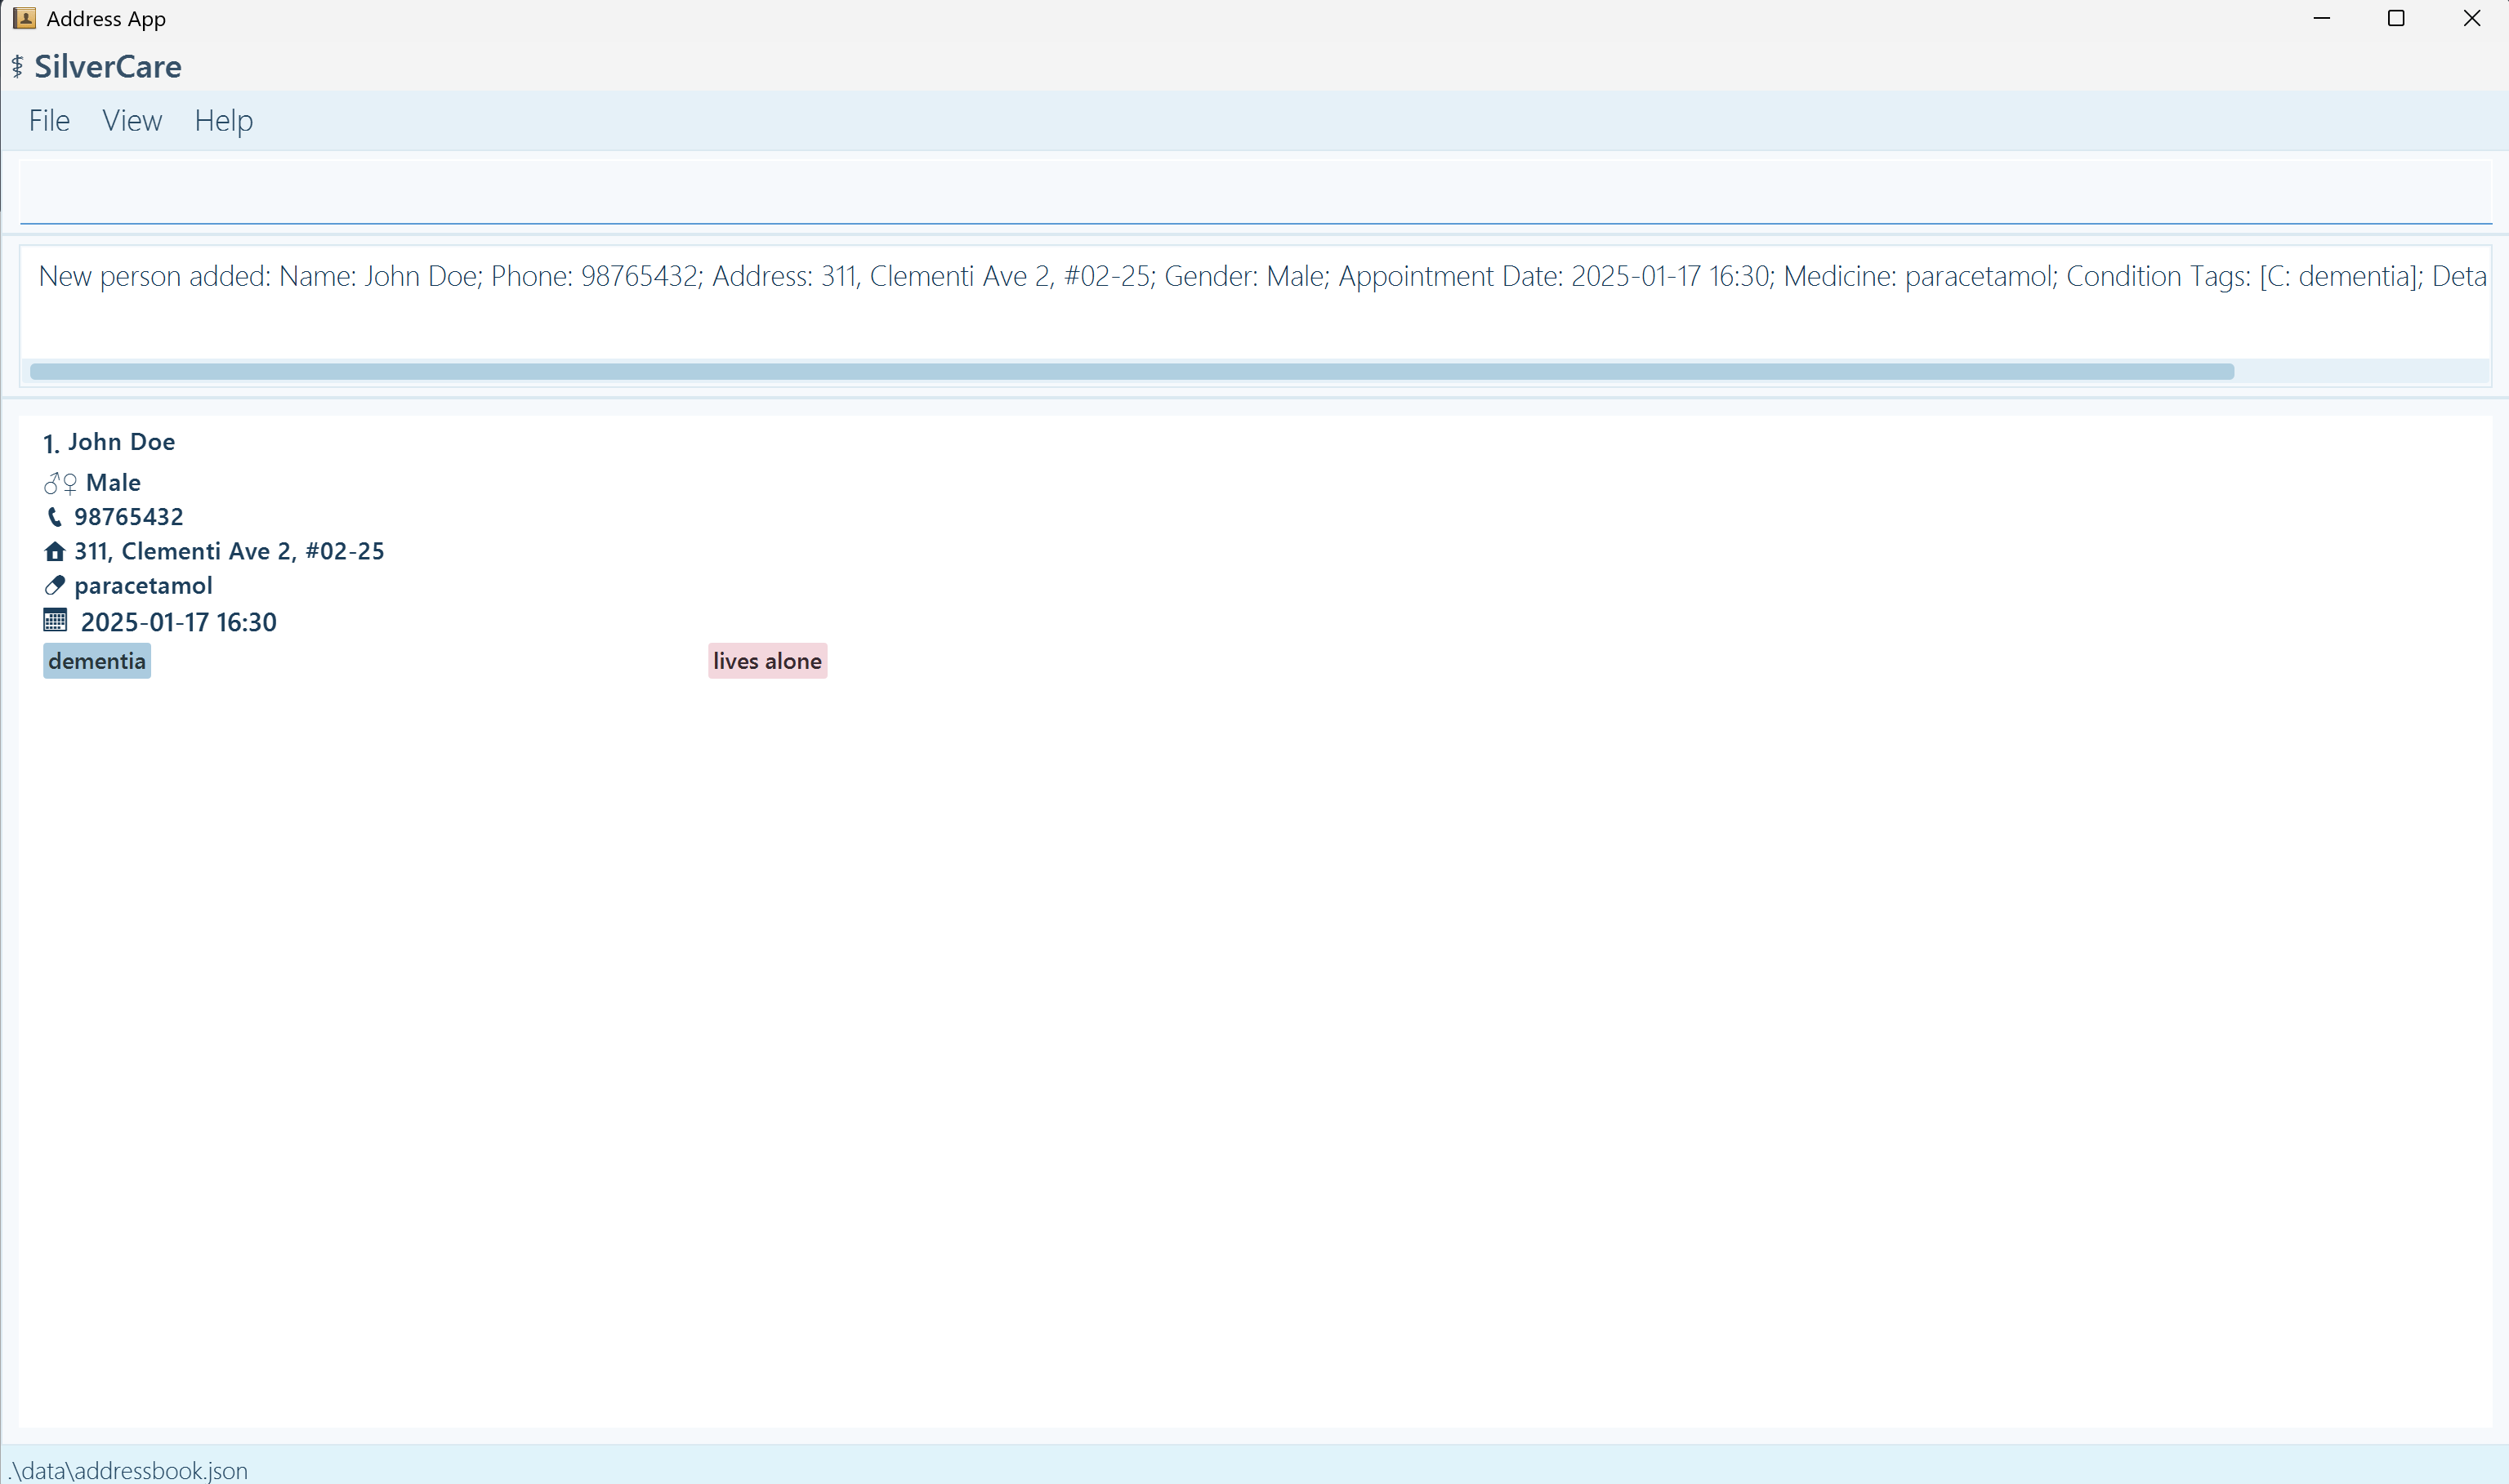 Address App
SilverCare
File View Help
New person added: Name: John Doe; Phone: 98765432; Address: 311, Clementi Ave 2, #02-25; Gender: Male; Appointment Date: 2025-01-17 16:30; Medicine: paracetamol; Condition Tags: [C: dementia]; Deta
1. John Doe
♂♀ Male
98765432
311, Clementi Ave 2, #02-25
paracetamol
2025-01-17 16:30
dementia lives alone
.\data\addressbook.json